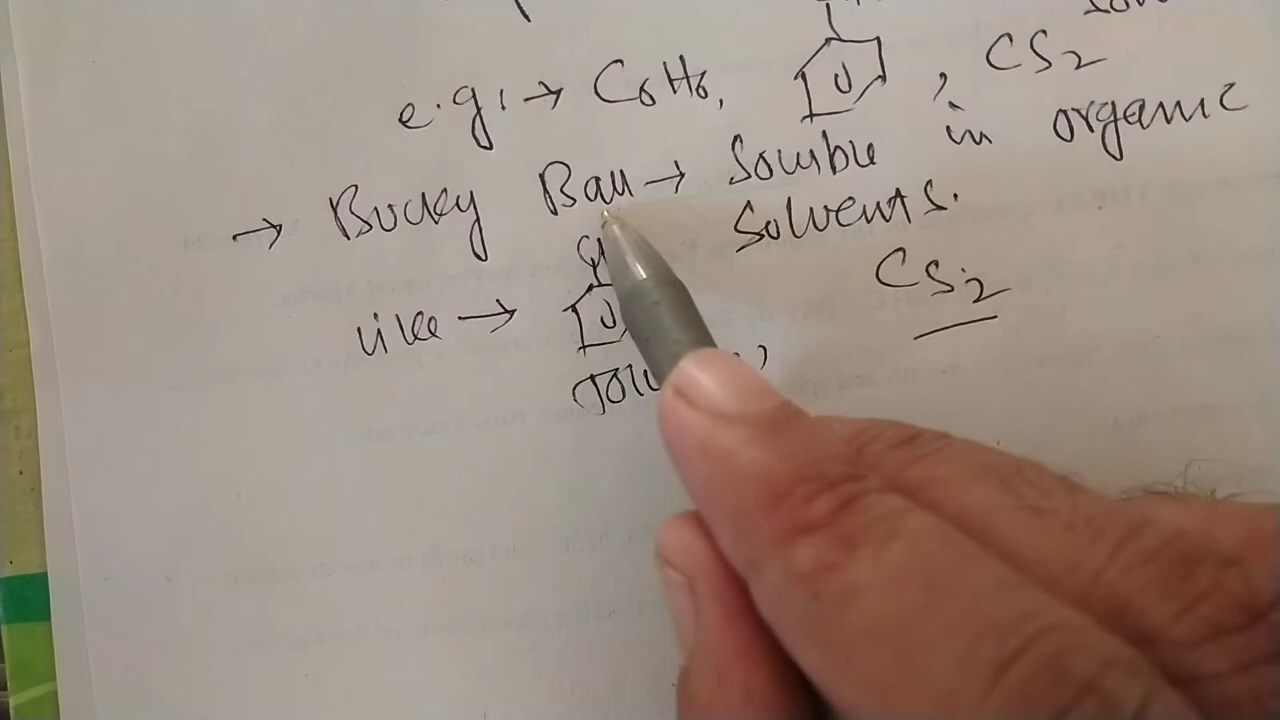 e.g. → C6H6, , CS2
→ Bucky Ball → Soluble in organic
Solvents.
like → CS2